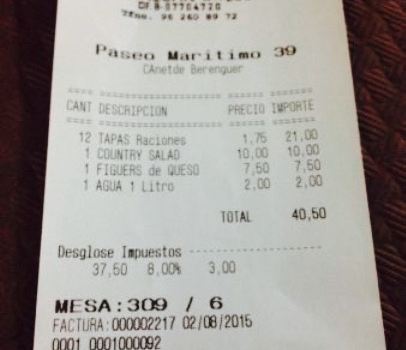 CIF.B-97704720
Tfno. 96 260 89 72
Paseo Maritimo 39
CAnetde Berenguer
CANT DESCRIPCION PRECIO IMPORTE
12 TAPAS Raciones 1,75 21,00
1 COUNTRY SALAD 10,00 10,00
1 FIGUERS de QUESO 7,50 7,50
1 AGUA 1 Litro 2,00 2,00
TOTAL 40,50
Desglose Impuestos
37,50 8,00% 3,00
MESA:309 / 6
FACTURA:000002217 02/08/2015
0001 0001000092